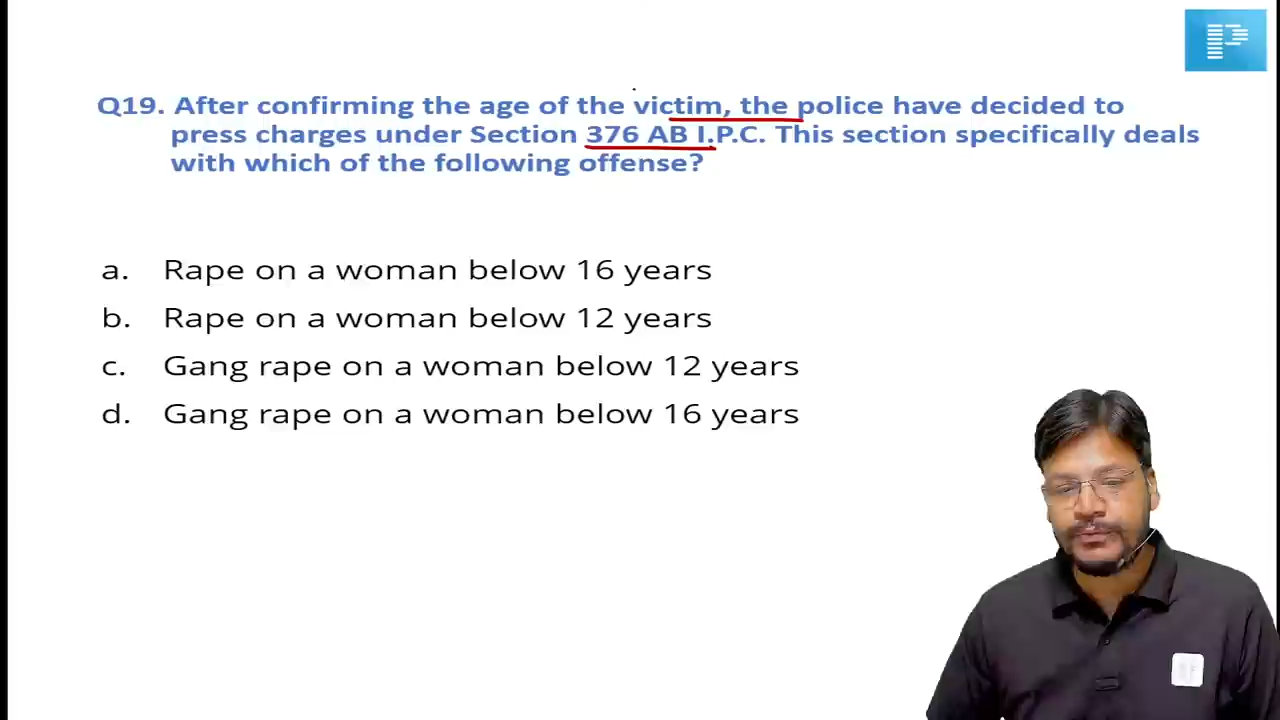 Q19. After confirming the age of the victim, the police have decided to
press charges under Section 376 AB I.P.C. This section specifically deals
with which of the following offense?
a. Rape on a woman below 16 years
b. Rape on a woman below 12 years
c. Gang rape on a woman below 12 years
d. Gang rape on a woman below 16 years
P